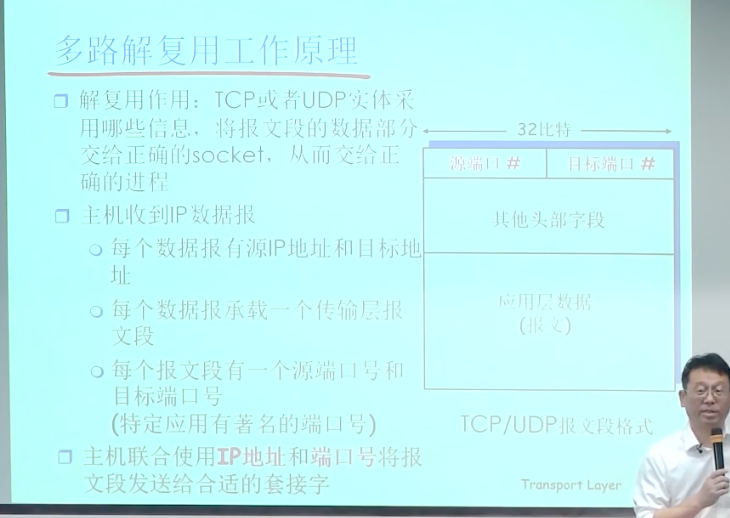 多路解复用工作原理
解复用作用：TCP或者UDP实体采
用哪些信息，将报文段的数据部分
交给正确的socket，从而交给正
确的进程
主机收到IP数据报
每个数据报有源IP地址和目标地
址
每个数据报承载一个传输层报
文段
每个报文段有一个源端口号和
目标端口号
(特定应用有著名的端口号)
主机联合使用IP地址和端口号将报
文段发送给合适的套接字
32比特
源端口 # 目标端口 #
其他头部字段
应用层数据
(报文)
TCP/UDP报文段格式
Transport Layer